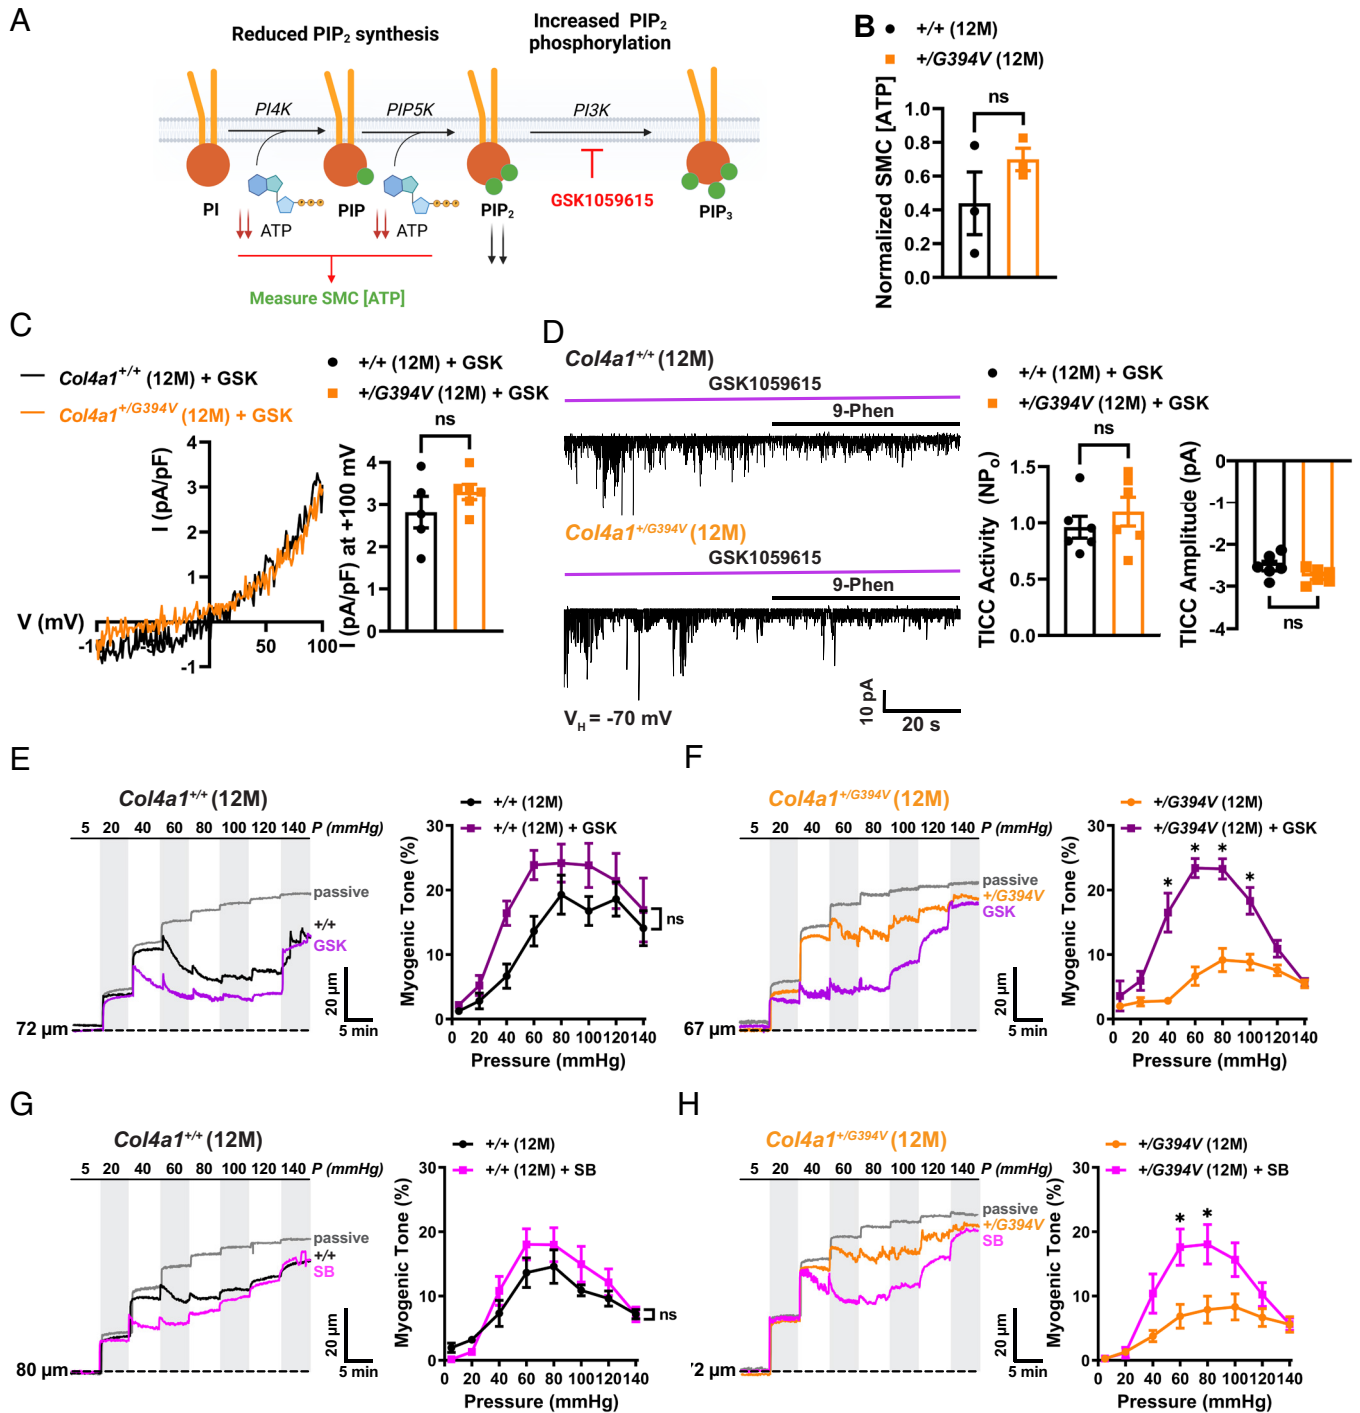 A
Reduced PIP₂ synthesis
Increased PIP₂
phosphorylation
PI4K
PIP5K
PI3K
GSK1059615
PI
PIP
PIP₂
PIP₃
ATP
ATP
Measure SMC [ATP]
B
+/+ (12M)
+/G394V (12M)
ns
Normalized SMC [ATP]
1.0
0.8
0.6
0.4
0.2
0.0
C
Col4a1+/+ (12M) + GSK
Col4a1+/G394V (12M) + GSK
I (pA/pF)
4
3
1
-1
V (mV)
50
100
+/+ (12M) + GSK
+/G394V (12M) + GSK
ns
I (pA/pF) at +100 mV
4
3
2
1
0
D
Col4a1+/+ (12M)
GSK1059615
9-Phen
Col4a1+/G394V (12M)
GSK1059615
9-Phen
V_H = -70 mV
10 pA
20 s
+/+ (12M) + GSK
+/G394V (12M) + GSK
ns
TICC Activity (NP₀)
1.5
1.0
0.5
0.0
TICC Amplitude (pA)
0
-1
-2
-3
-4
ns
E
Col4a1+/+ (12M)
5 20 40 60 80 100 120 140 P (mmHg)
passive
+/+
GSK
72 µm
20 µm
5 min
+/+ (12M)
+/+ (12M) + GSK
Myogenic Tone (%)
30
20
10
0
ns
0 20 40 60 80 100 120 140
Pressure (mmHg)
F
Col4a1+/G394V (12M)
5 20 40 60 80 100 120 140 P (mmHg)
passive
+/G394V
GSK
67 µm
20 µm
5 min
+/G394V (12M)
+/G394V (12M) + GSK
Myogenic Tone (%)
30
20
10
0
* * * *
0 20 40 60 80 100 120 140
Pressure (mmHg)
G
Col4a1+/+ (12M)
5 20 40 60 80 100 120 140 P (mmHg)
passive
+/+
SB
80 µm
20 µm
5 min
+/+ (12M)
+/+ (12M) + SB
Myogenic Tone (%)
30
20
10
0
ns
0 20 40 60 80 100 120 140
Pressure (mmHg)
H
Col4a1+/G394V (12M)
5 20 40 60 80 100 120 140 P (mmHg)
passive
+/G394V
SB
2 µm
20 µm
5 min
+/G394V (12M)
+/G394V (12M) + SB
Myogenic Tone (%)
30
20
10
0
* *
0 20 40 60 80 100 120 140
Pressure (mmHg)